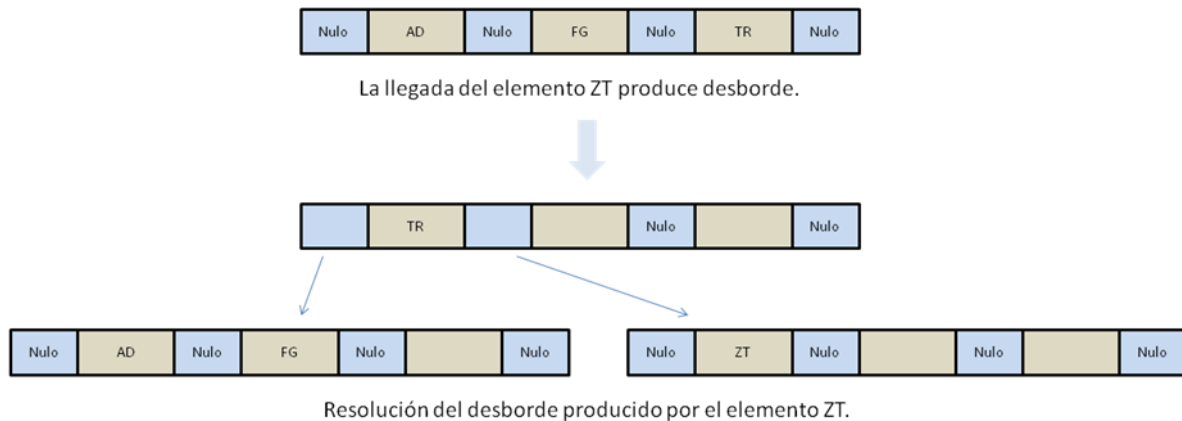 Nulo AD Nulo FG Nulo TR Nulo
La llegada del elemento ZT produce desborde.
TR Nulo Nulo
Nulo AD Nulo FG Nulo Nulo Nulo ZT Nulo Nulo Nulo
Resolución del desborde producido por el elemento ZT.